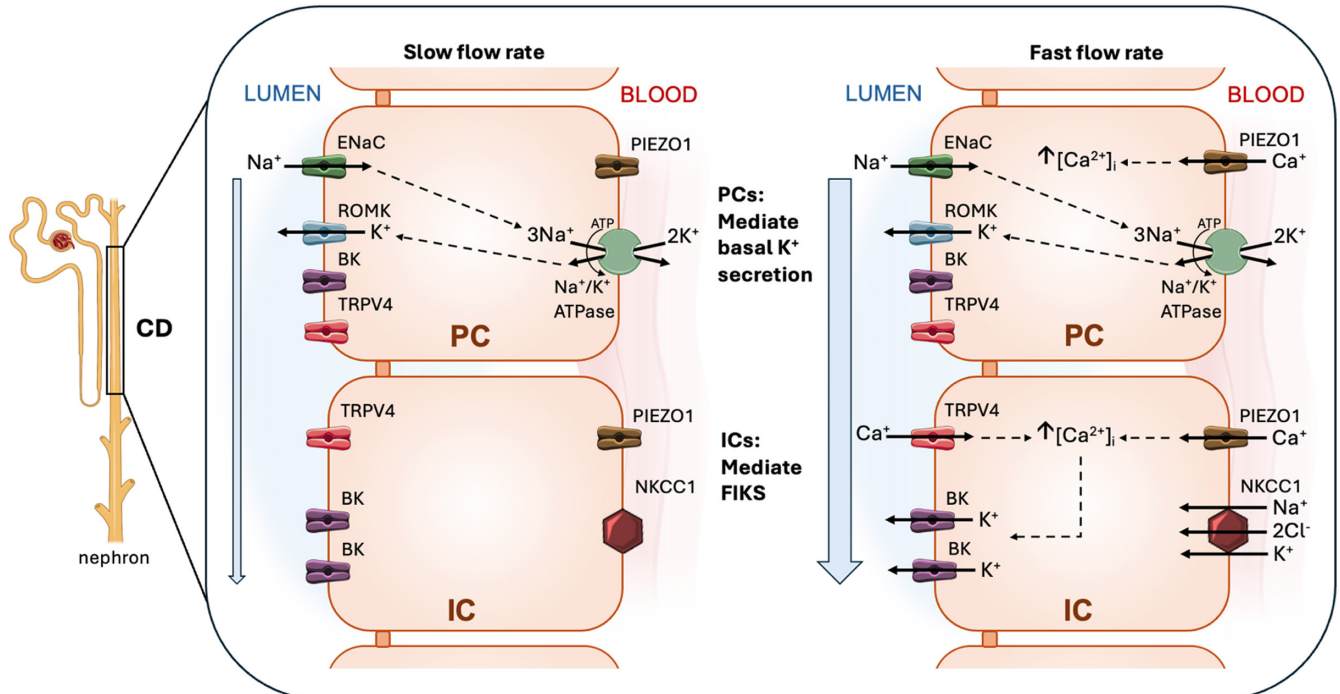 Slow flow rate
LUMEN
BLOOD
ENaC
Na⁺
PIEZO1
ROMK
K⁺
BK
TRPV4
3Na⁺
ATP
2K⁺
Na⁺/K⁺
ATPase
PC
TRPV4
PIEZO1
NKCC1
BK
BK
IC
CD
nephron
PCs:
Mediate
basal K⁺
secretion
ICs:
Mediate
FIKS
Fast flow rate
LUMEN
BLOOD
ENaC
Na⁺
↑[Ca²⁺]ᵢ
PIEZO1
Ca⁺
ROMK
K⁺
BK
TRPV4
3Na⁺
ATP
2K⁺
Na⁺/K⁺
ATPase
PC
TRPV4
Ca⁺
↑[Ca²⁺]ᵢ
PIEZO1
Ca⁺
NKCC1
Na⁺
2Cl⁻
K⁺
BK
K⁺
BK
K⁺
IC